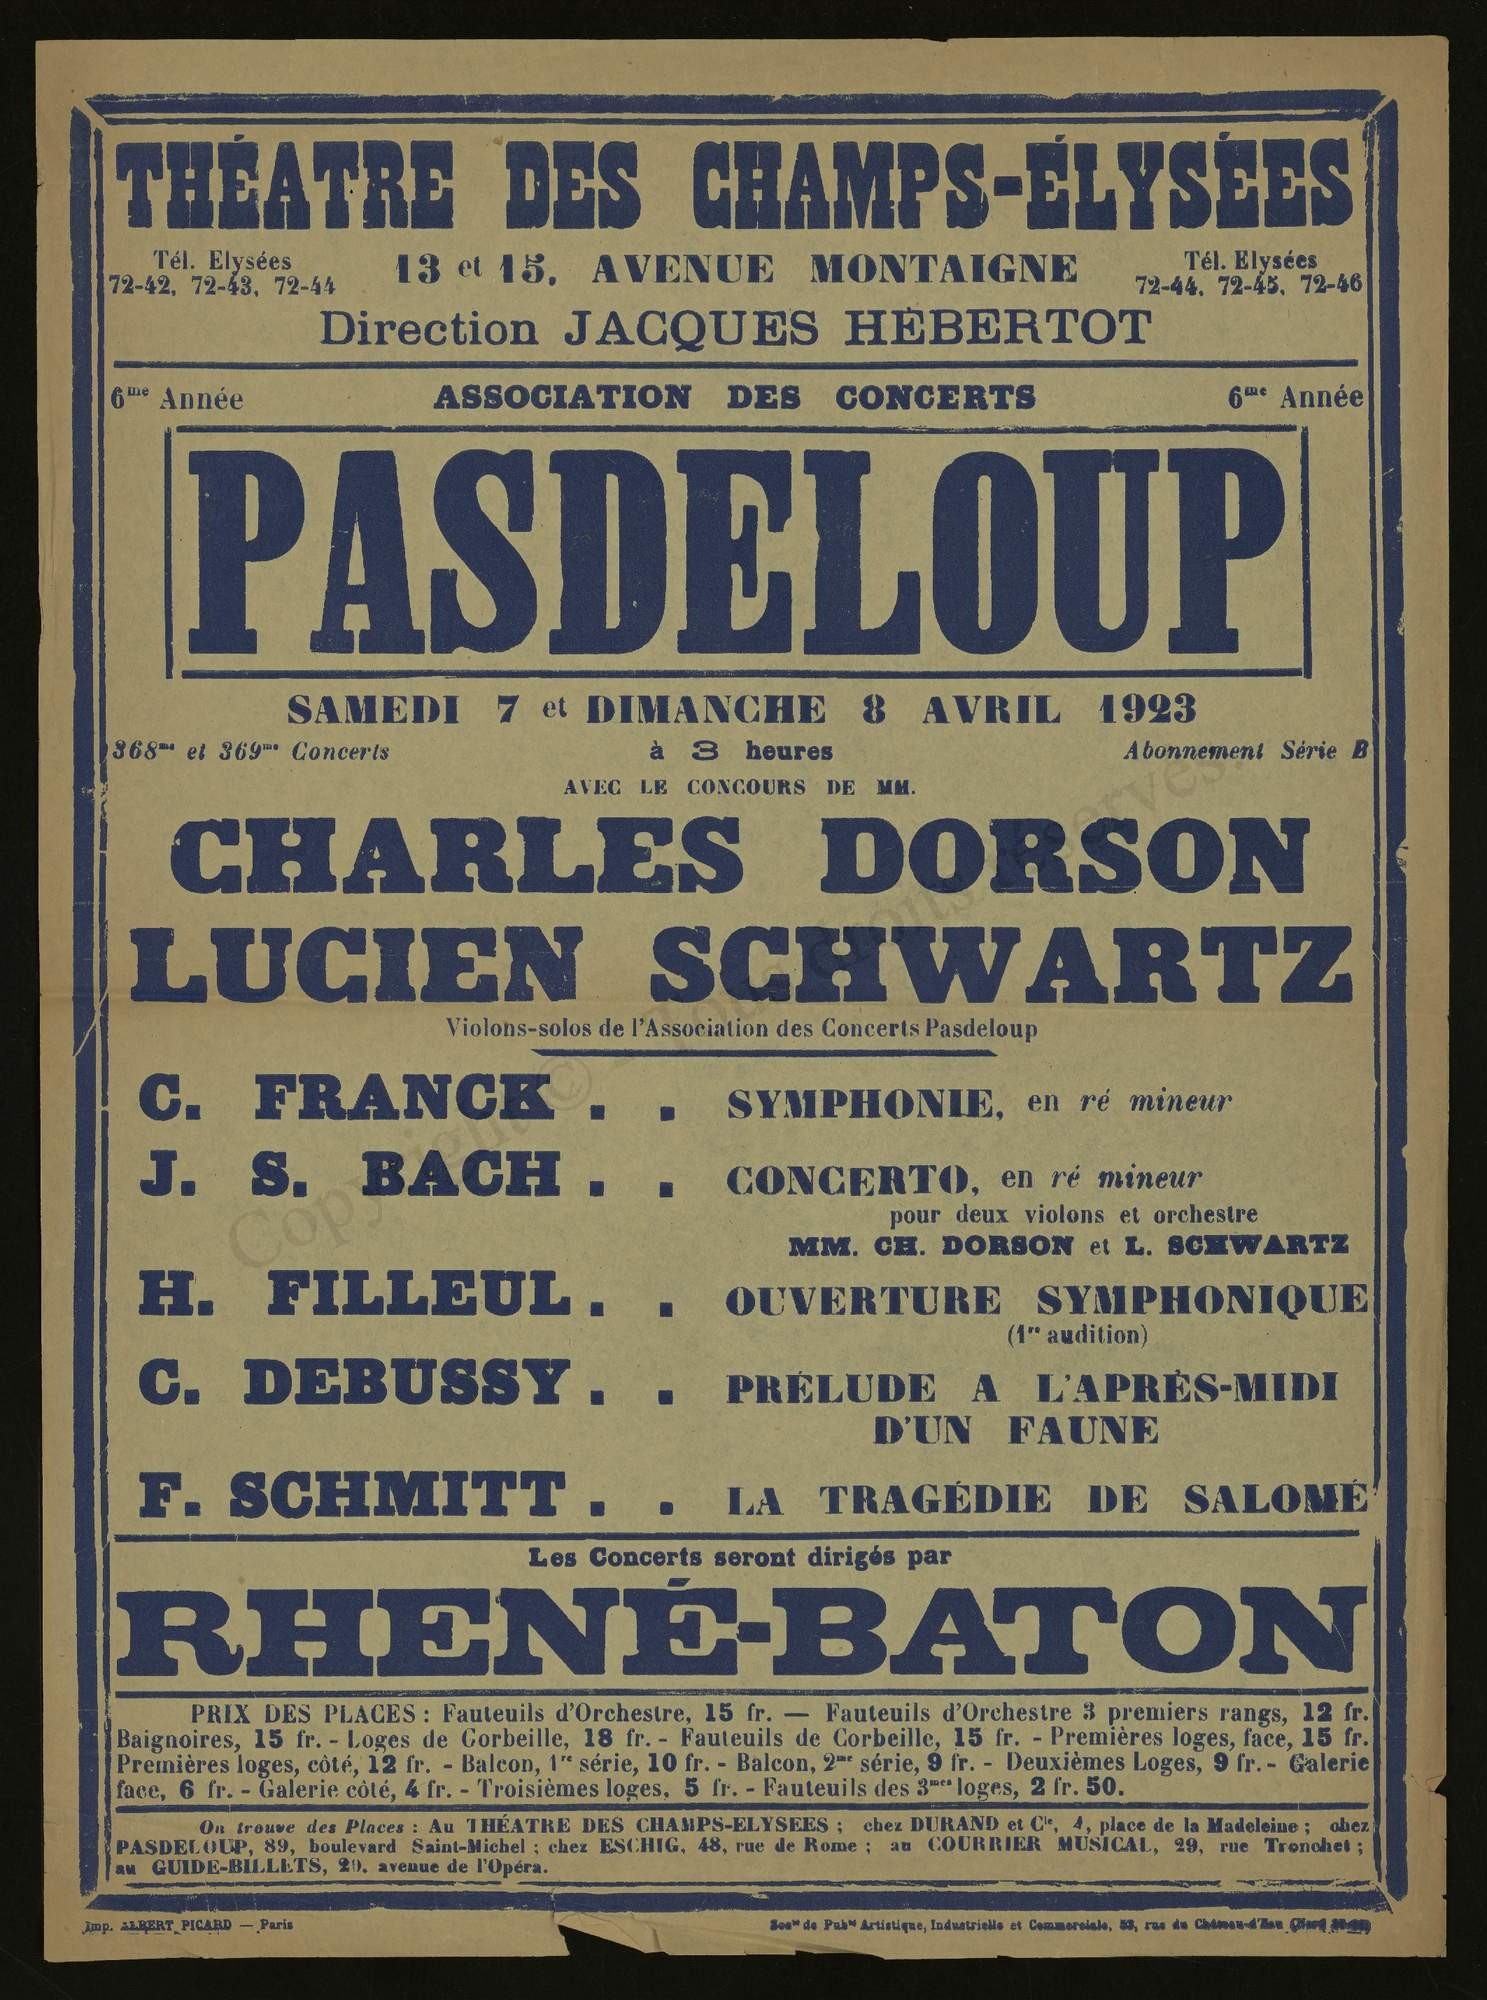 THÉATRE DES CHAMPS-ÉLYSÉES
Tél. Elysées
72-42, 72-43, 72-44
13 et 15, AVENUE MONTAIGNE
Tél. Elysées
72-44, 72-45, 72-46
Direction JACQUES HÉBERTOT
6me Année
ASSOCIATION DES CONCERTS
6me Année
PASDELOUP
SAMEDI 7 et DIMANCHE 8 AVRIL 1923
368me et 369me Concerts
à 3 heures
Abonnement Série B
AVEC LE CONCOURS DE MM.
CHARLES DORSON
LUCIEN SCHWARTZ
Violons-solos de l'Association des Concerts Pasdeloup
C. FRANCK . . SYMPHONIE, en ré mineur
J. S. BACH . . CONCERTO, en ré mineur
pour deux violons et orchestre
MM. CH. DORSON et L. SCHWARTZ
H. FILLEUL . . OUVERTURE SYMPHONIQUE
(1re audition)
C. DEBUSSY . . PRÉLUDE A L'APRÈS-MIDI
D'UN FAUNE
F. SCHMITT . . LA TRAGÉDIE DE SALOMÉ
Les Concerts seront dirigés par
RHENÉ-BATON
PRIX DES PLACES : Fauteuils d'Orchestre, 15 fr. — Fauteuils d'Orchestre 3 premiers rangs, 12 fr.
Baignoires, 15 fr. - Loges de Corbeille, 18 fr. - Fauteuils de Corbeille, 15 fr. - Premières loges, face, 15 fr.
Premières loges, côté, 12 fr. - Balcon, 1re série, 10 fr. - Balcon, 2me série, 9 fr. - Deuxièmes Loges, 9 fr. - Galerie
face, 6 fr. - Galerie côté, 4 fr. - Troisièmes loges, 5 fr. - Fauteuils des 3mes loges, 2 fr. 50.
On trouve des Places : Au THÉATRE DES CHAMPS-ELYSEES ; chez DURAND et Cie, 4, place de la Madeleine ; chez
PASDELOUP, 89, boulevard Saint-Michel ; chez ESCHIG, 48, rue de Rome ; au COURRIER MUSICAL, 29, rue Tronchet ;
au GUIDE-BILLETS, 20, avenue de l'Opéra.
Imp. ALBERT PICARD — Paris
de Artistique, Industrielle et Commerciale, 53, rue du Château-d'Eau
Copyright © Tous droits réservés.